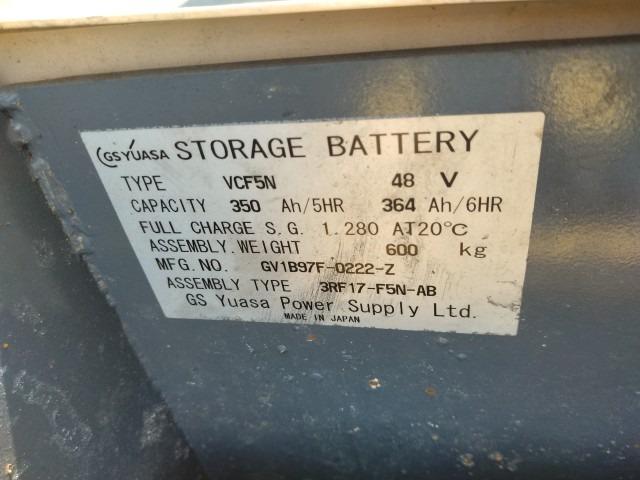 GSYUASA STORAGE BATTERY
TYPE VCF5N 48 V
CAPACITY 350 Ah/5HR 364 Ah/6HR
FULL CHARGE S.G. 1.280 AT20°C
ASSEMBLY.WEIGHT 600 kg
MFG.NO. GV1B97F-0222-Z
ASSEMBLY TYPE 3RF17-F5N-AB
GS Yuasa Power Supply Ltd.
MADE IN JAPAN